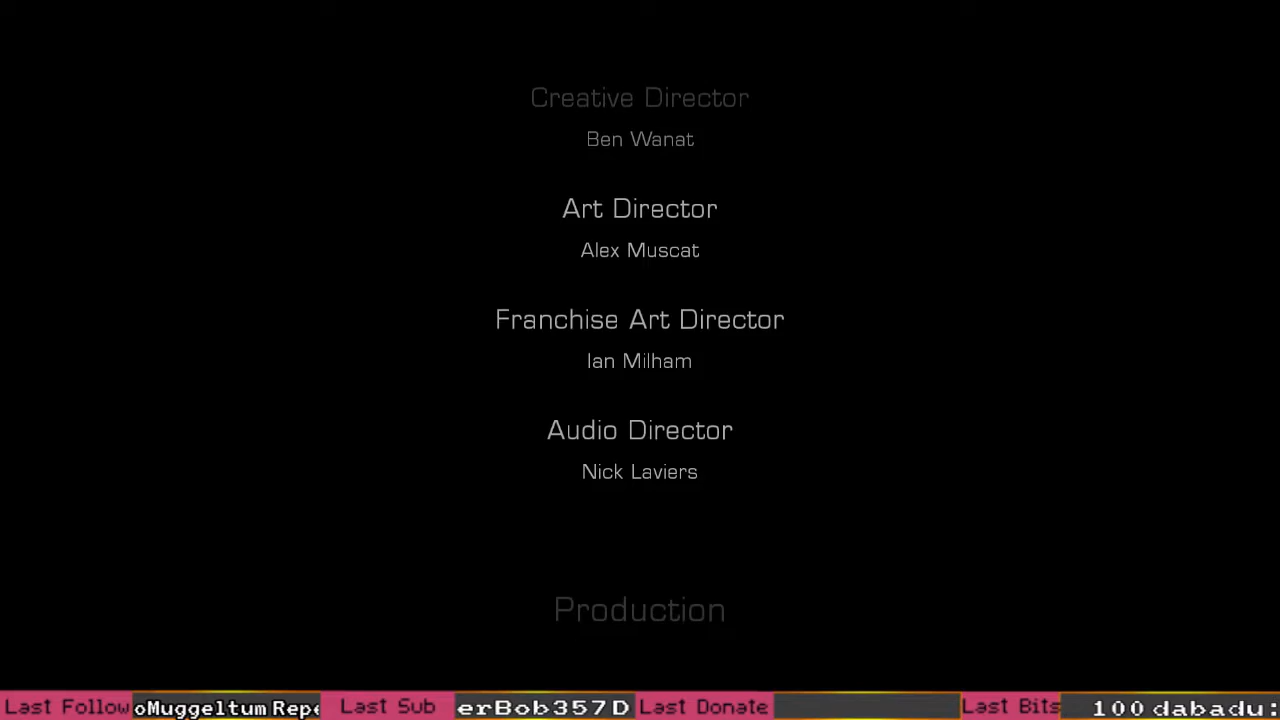 Creative Director
Ben Wanat
Art Director
Alex Muscat
Franchise Art Director
Ian Milham
Audio Director
Nick Laviers
Production
Last Follow oMuggeltum Repe Last Sub erBob357D Last Donate Last Bits 100 dabadu: